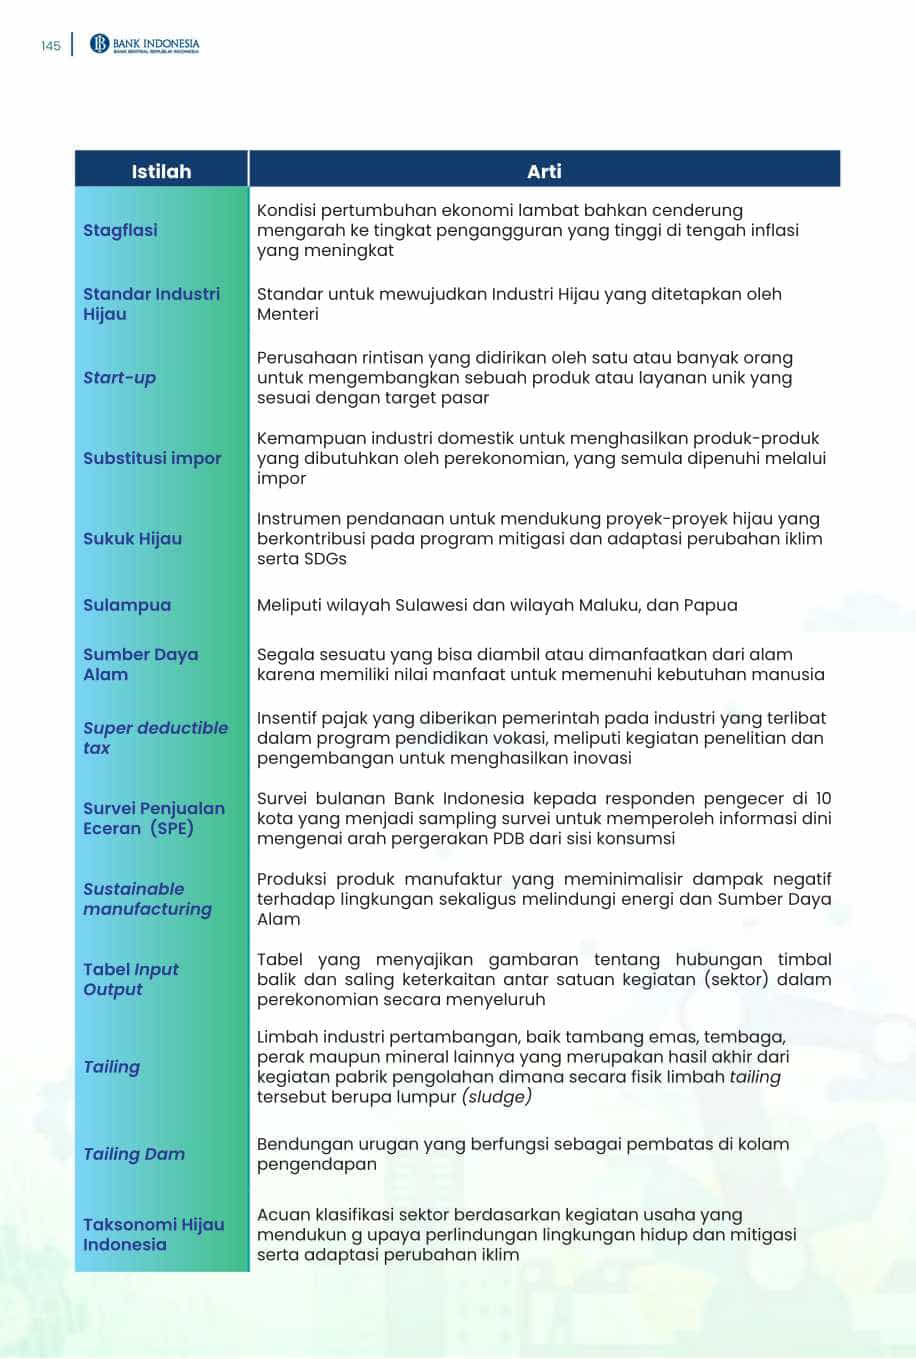 145
BANK INDONESIA
BANK SENTRAL REPUBLIK INDONESIA
Istilah
Arti
Stagflasi
Kondisi pertumbuhan ekonomi lambat bahkan cenderung
mengarah ke tingkat pengangguran yang tinggi di tengah inflasi
yang meningkat
Standar Industri
Hijau
Standar untuk mewujudkan Industri Hijau yang ditetapkan oleh
Menteri
Start-up
Perusahaan rintisan yang didirikan oleh satu atau banyak orang
untuk mengembangkan sebuah produk atau layanan unik yang
sesuai dengan target pasar
Substitusi impor
Kemampuan industri domestik untuk menghasilkan produk-produk
yang dibutuhkan oleh perekonomian, yang semula dipenuhi melalui
impor
Sukuk Hijau
Instrumen pendanaan untuk mendukung proyek-proyek hijau yang
berkontribusi pada program mitigasi dan adaptasi perubahan iklim
serta SDGs
Sulampua
Meliputi wilayah Sulawesi dan wilayah Maluku, dan Papua
Sumber Daya
Alam
Segala sesuatu yang bisa diambil atau dimanfaatkan dari alam
karena memiliki nilai manfaat untuk memenuhi kebutuhan manusia
Super deductible
tax
Insentif pajak yang diberikan pemerintah pada industri yang terlibat
dalam program pendidikan vokasi, meliputi kegiatan penelitian dan
pengembangan untuk menghasilkan inovasi
Survei Penjualan
Eceran (SPE)
Survei bulanan Bank Indonesia kepada responden pengecer di 10
kota yang menjadi sampling survei untuk memperoleh informasi dini
mengenai arah pergerakan PDB dari sisi konsumsi
Sustainable
manufacturing
Produksi produk manufaktur yang meminimalisir dampak negatif
terhadap lingkungan sekaligus melindungi energi dan Sumber Daya
Alam
Tabel Input
Output
Tabel yang menyajikan gambaran tentang hubungan timbal
balik dan saling keterkaitan antar satuan kegiatan (sektor) dalam
perekonomian secara menyeluruh
Tailing
Limbah industri pertambangan, baik tambang emas, tembaga,
perak maupun mineral lainnya yang merupakan hasil akhir dari
kegiatan pabrik pengolahan dimana secara fisik limbah tailing
tersebut berupa lumpur (sludge)
Tailing Dam
Bendungan urugan yang berfungsi sebagai pembatas di kolam
pengendapan
Taksonomi Hijau
Indonesia
Acuan klasifikasi sektor berdasarkan kegiatan usaha yang
mendukun g upaya perlindungan lingkungan hidup dan mitigasi
serta adaptasi perubahan iklim